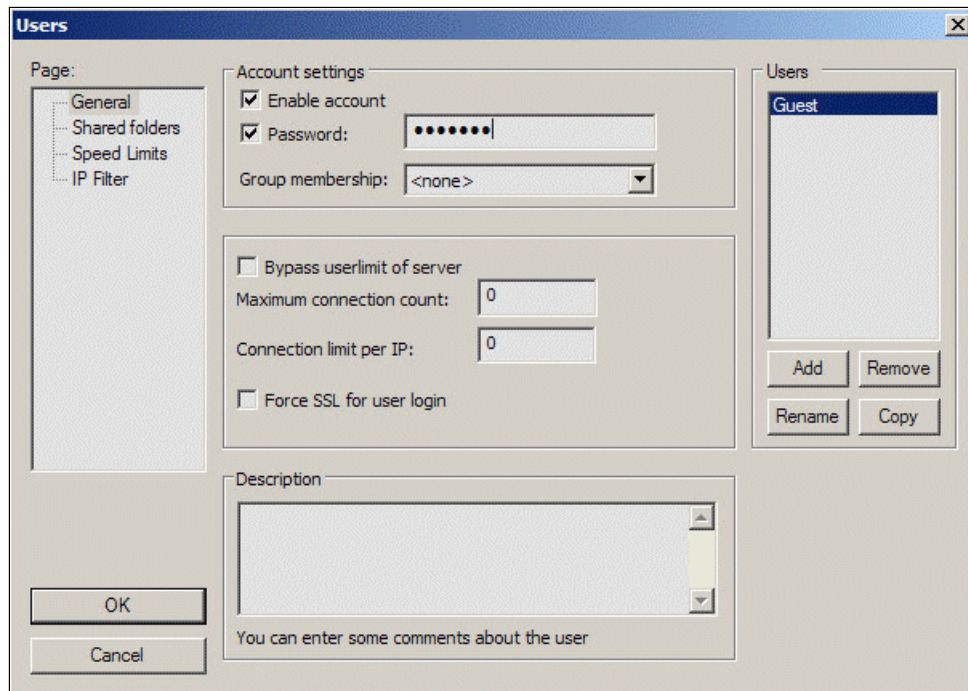 Users
Page:
General
Shared folders
Speed Limits
IP Filter
Account settings
Enable account
Password: •••••••
Group membership: <none>
Bypass userlimit of server
Maximum connection count: 0
Connection limit per IP: 0
Force SSL for user login
Description
You can enter some comments about the user
Users
Guest
Add Remove
Rename Copy
OK
Cancel